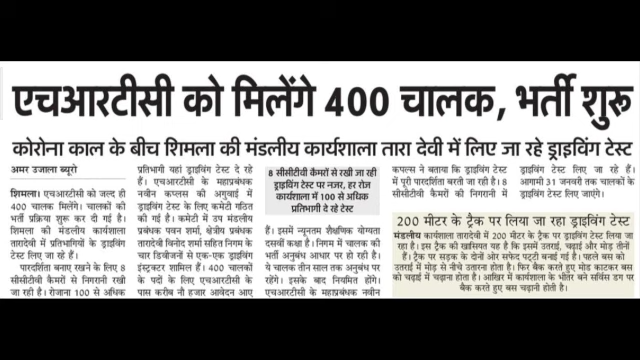 एचआरटीसी को मिलेंगे 400 चालक, भर्ती शुरू
कोरोना काल के बीच शिमला की मंडलीय कार्यशाला तारा देवी में लिए जा रहे ड्राइविंग टेस्ट
अमर उजाला ब्यूरो
शिमला। एचआरटीसी को जल्द ही
400 चालक मिलेंगे। चालकों की
भर्ती प्रक्रिया शुरू कर दी गई है।
शिमला की मंडलीय कार्यशाला
तारादेवी में प्रतिभागियों के ड्राइविंग
टेस्ट लिए जा रहे हैं।
पारदर्शिता बनाए रखने के लिए 8
सीसीटीवी कैमरों से निगरानी रखी
जा रही है। रोजाना 100 से अधिक
प्रतिभागी यहां ड्राइविंग टेस्ट दे रहे
हैं। एचआरटीसी के महाप्रबंधक
नवीन कपलस की अगुवाई में
टेस्ट के लिए कमेटी गठित
की गई है। कमेटी में उप मंडलीय
प्रबंधक पवन शर्मा, क्षेत्रीय प्रबंधक
तारादेवी विनोद शर्मा सहित निगम के
चार डिवीजनों से एक-एक ड्राइविंग
इंस्ट्रक्टर शामिल हैं। 400 चालकों
के पदों के लिए एचआरटीसी के
पास करीब नौ हजार आवेदन आए
8 सीसीटीवी कैमरों से रखी जा रही
ड्राइविंग टेस्ट पर नजर, हर रोज
कार्यशाला में 100 से अधिक
प्रतिभागी दे रहे टेस्ट
हैं। इसमें न्यूनतम शैक्षणिक योग्यता
दसवीं कक्षा है। निगम में चालक की
भर्ती अनुबंध आधार पर हो रही है।
ये चालक तीन साल तक अनुबंध पर
रहेंगे। इसके बाद नियमित होंगे।
एचआरटीसी के महाप्रबंधक नवीन
कपल्स ने बताया कि ड्राइविंग टेस्ट
में पूरी पारदर्शिता बरती जा रही है। 8
सीसीटीवी कैमरों की निगरानी में
ड्राइविंग टेस्ट लिए जा रहे हैं।
आगामी 31 जनवरी तक चालकों के
ड्राइविंग टेस्ट लिए जाएंगे।
200 मीटर के ट्रैक पर लिया जा रहा ड्राइविंग टेस्ट
मंडलीय कार्यशाला तारादेवी में 200 मीटर के ट्रैक पर ड्राइविंग टेस्ट लिया जा
रहा है। इस ट्रैक की खासियत यह है कि इसमें उतराई, चढ़ाई और मोड़ तीनों
हैं। ट्रैक पर सड़क के दोनों ओर सफेद पट्टी बनाई गई है। पहले बस को
उतराई में मोड़ से नीचे उतारना होता है। फिर बैक करते हुए मोड़ काटकर बस
को चढ़ाई में चढ़ाना होता है। आखिर में कार्यशाला के भीतर बने सर्विस डग पर
बैक करते हुए बस चढ़ानी होती है।